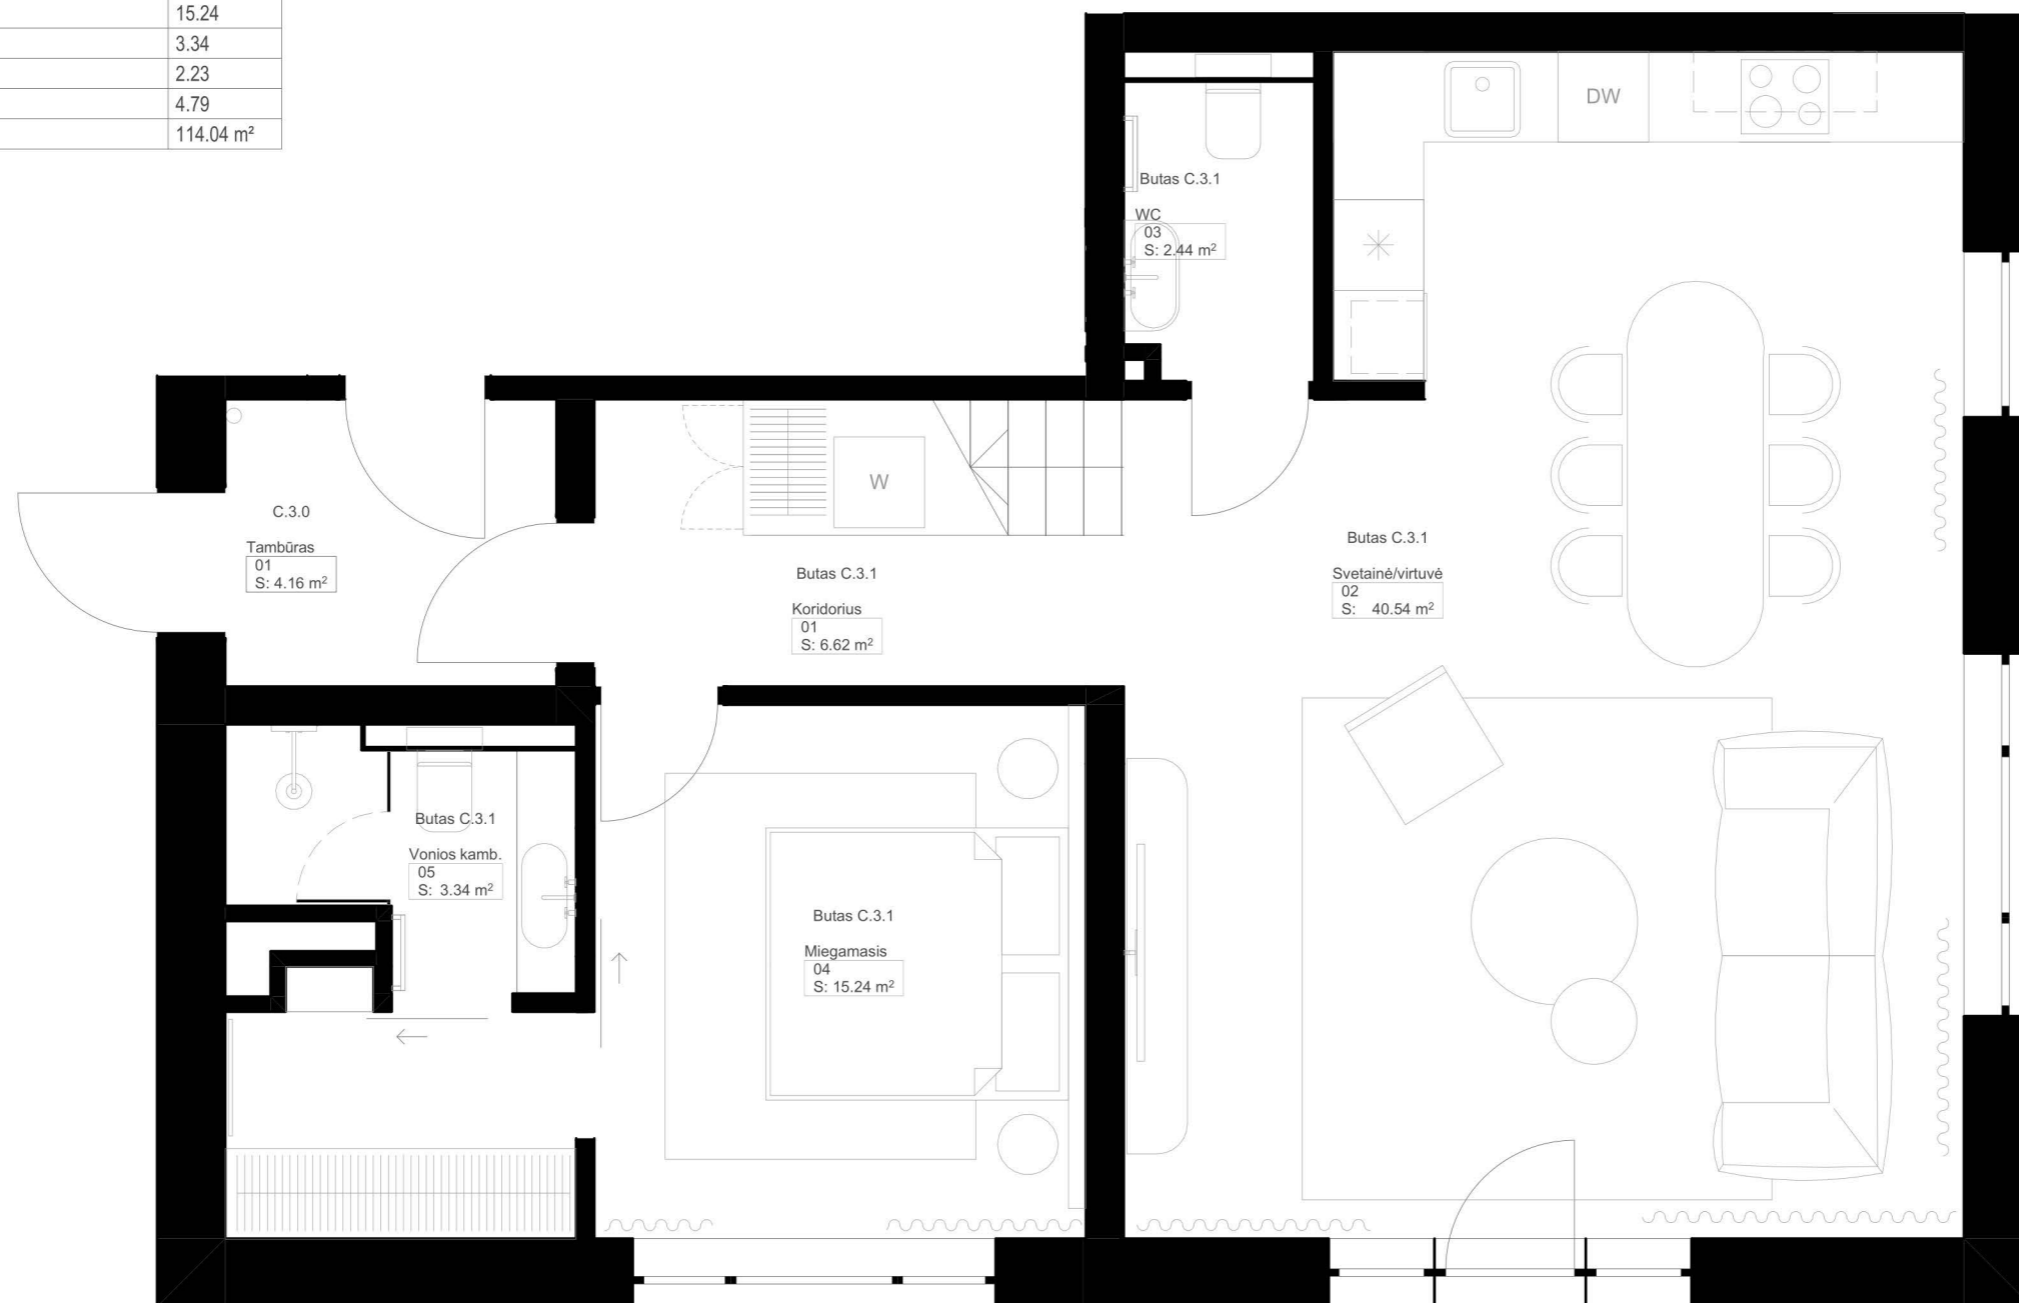 15.24
3.34
2.23
4.79
114.04 m²
DW
Butas C.3.1
WC
03
S: 2.44 m²
W
C.3.0
Tambūras
01
S: 4.16 m²
Butas C.3.1
Koridorius
01
S: 6.62 m²
Butas C.3.1
Svetainė/virtuvė
02
S: 40.54 m²
Butas C.3.1
Vonios kamb.
05
S: 3.34 m²
Butas C.3.1
Miegamasis
04
S: 15.24 m²